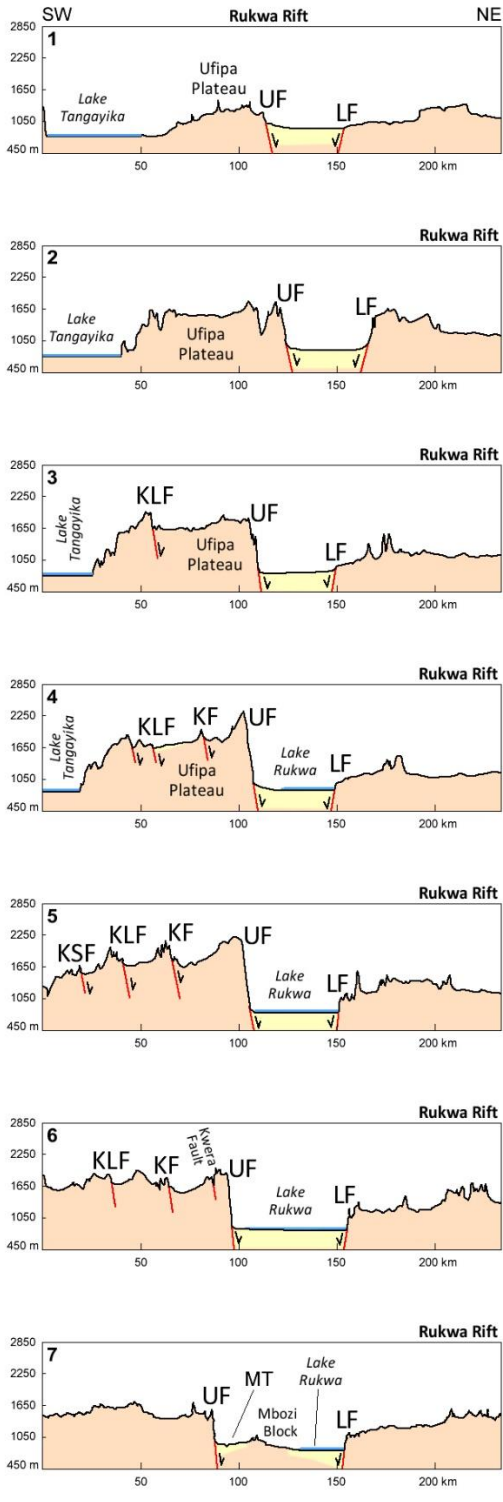 SW Rukwa Rift NE
2850
1
2250
Ufipa
Plateau
1650
Lake
Tangayika
UF
LF
1050
450 m
50 100 150 200 km
Rukwa Rift
2850
2
2250
UF
LF
1650
Lake
Tangayika
Ufipa
Plateau
1050
450 m
50 100 150 200 km
Rukwa Rift
2850
3
2250
KLF
UF
1650
Lake
Tangayika
Ufipa
Plateau
LF
1050
450 m
50 100 150 200 km
Rukwa Rift
2850
4
2250
KLF KF UF
1650
Lake
Tangayika
Ufipa
Plateau
Lake
Rukwa
LF
1050
450 m
50 100 150 200 km
Rukwa Rift
2850
5
2250
KSF KLF KF UF
1650
Lake
Rukwa
LF
1050
450 m
50 100 150 200 km
Rukwa Rift
2850
6
2250
KLF KF
Kwera
Fault
UF
1650
Lake
Rukwa
LF
1050
450 m
50 100 150 200 km
Rukwa Rift
2850
7
2250
UF
MT
Mbozi
Block
Lake
Rukwa
LF
1650
1050
450 m
50 100 150 200 km